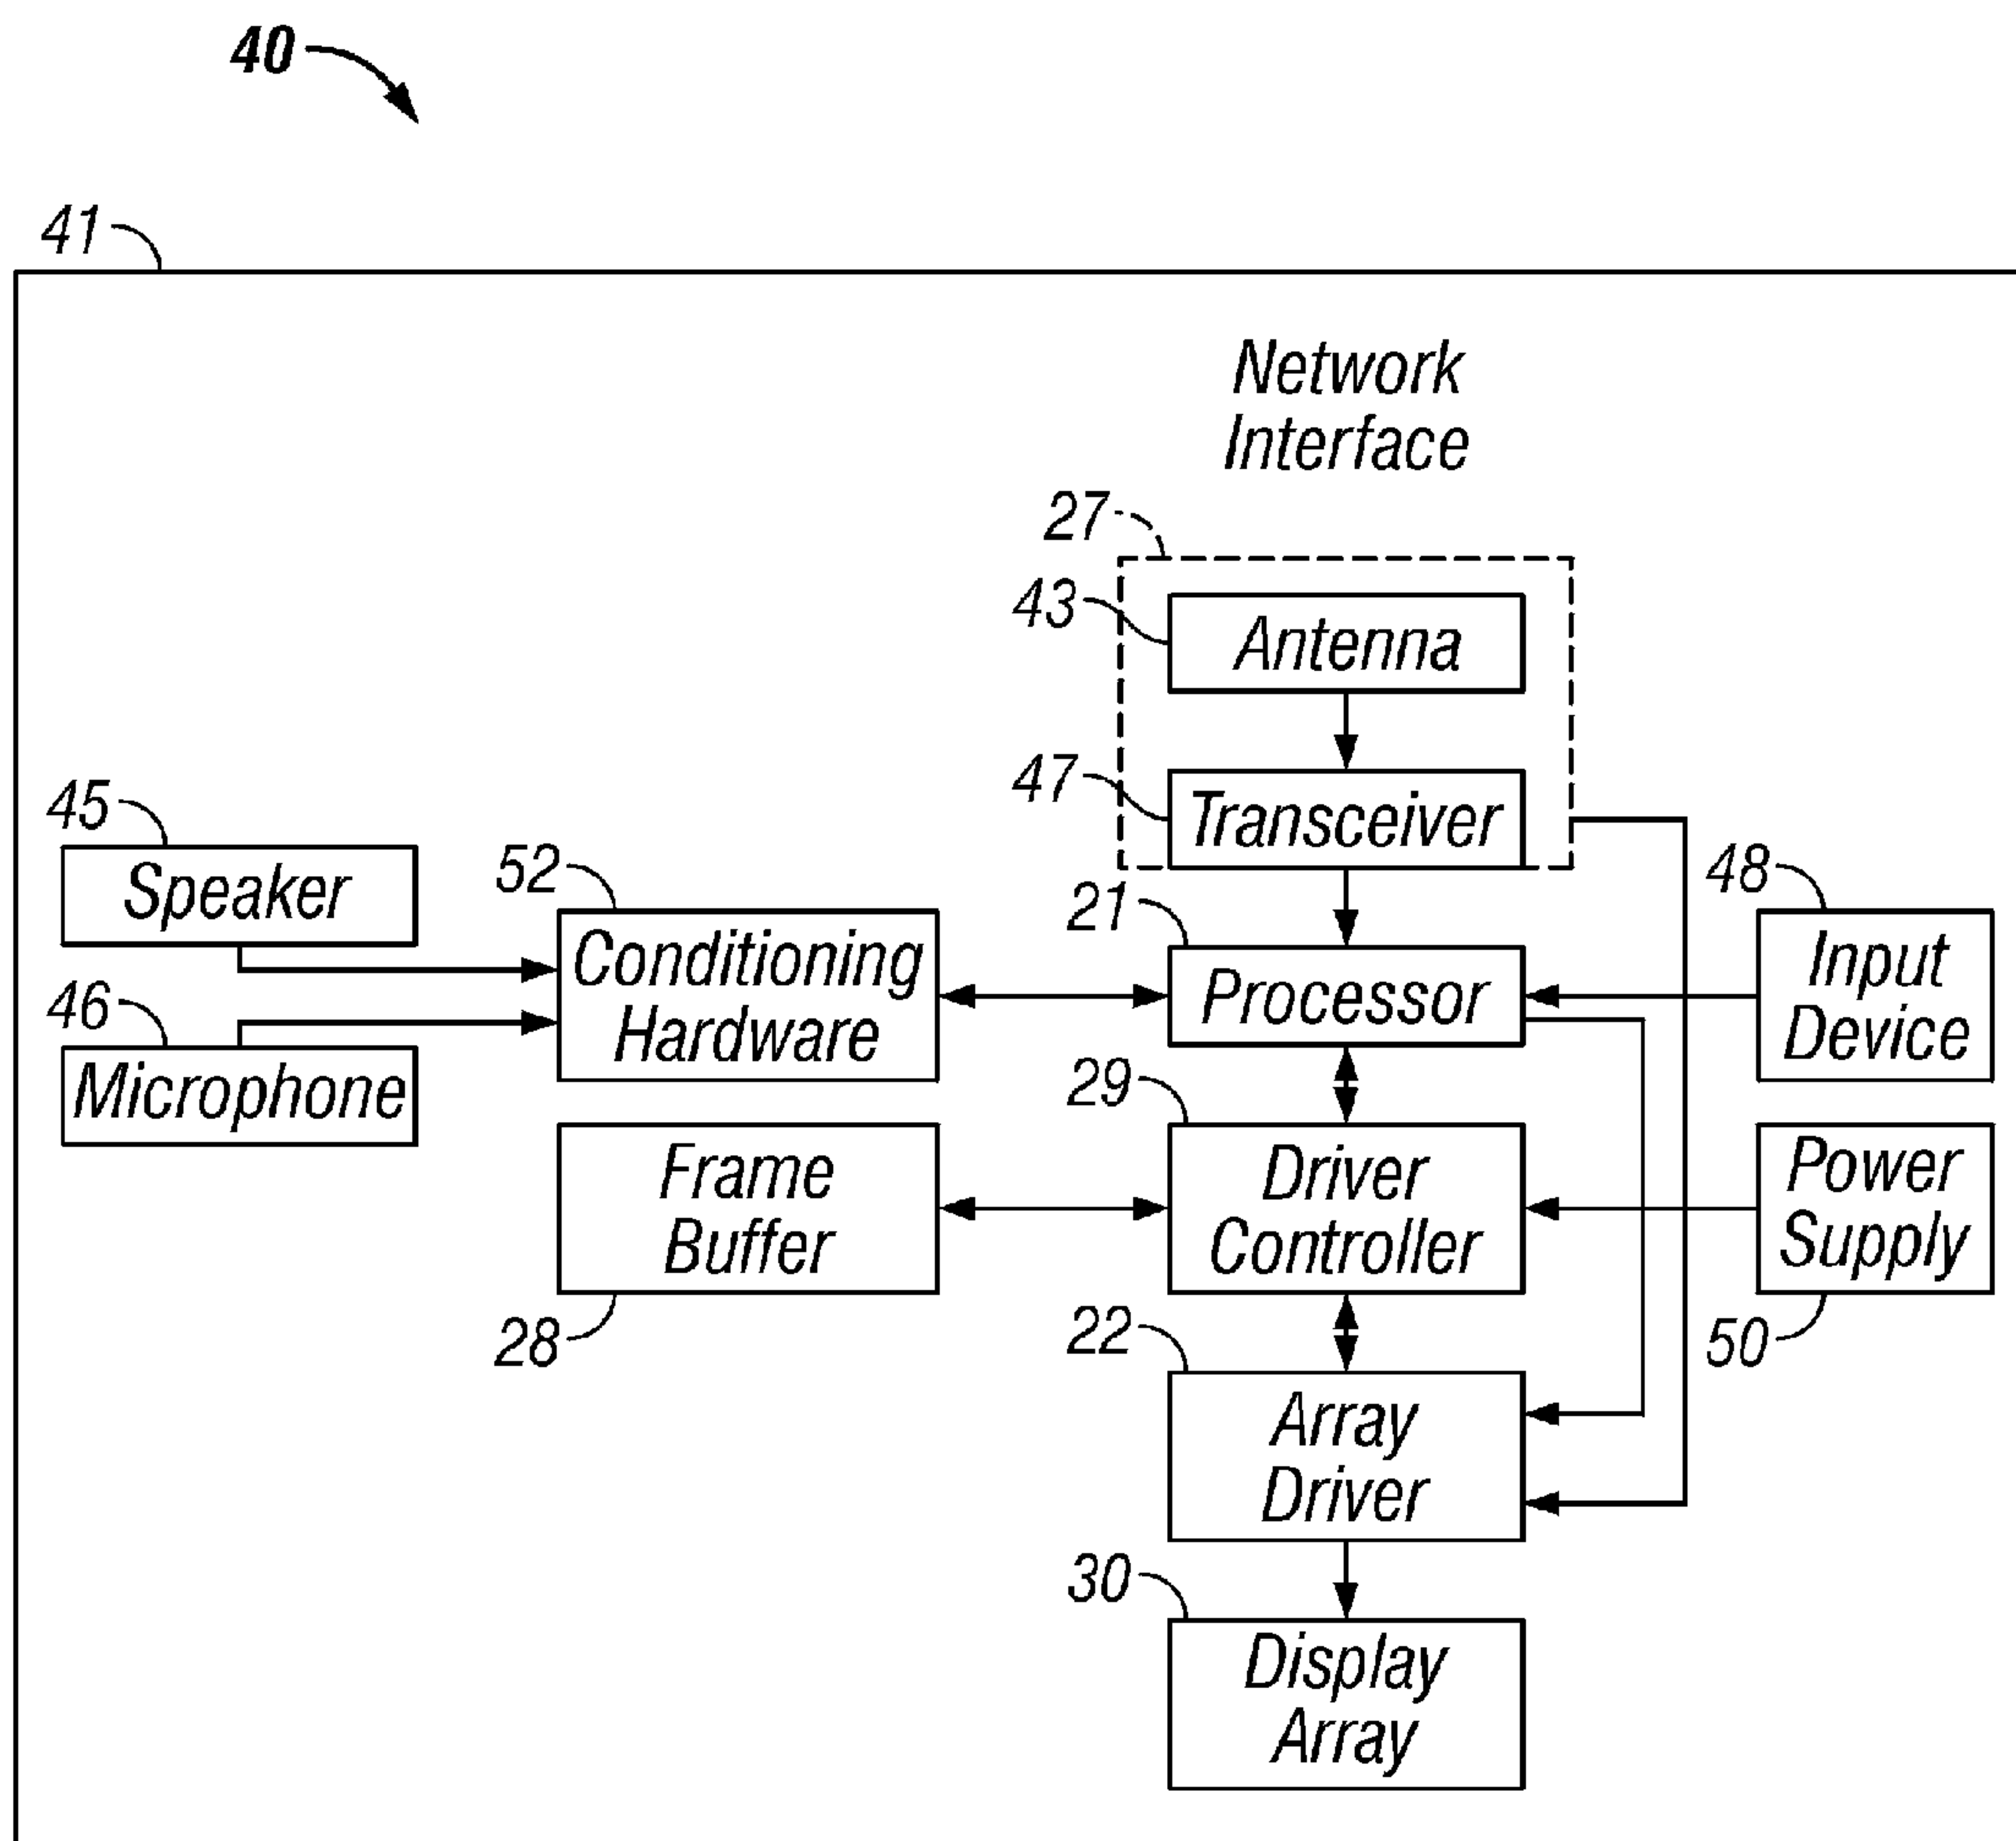 40
41
Network
Interface
27
43
Antenna
47
Transceiver
45
Speaker
52
Conditioning
Hardware
21
Processor
48
Input
Device
46
Microphone
29
Driver
Controller
Frame
Buffer
28
Power
Supply
50
22
Array
Driver
30
Display
Array